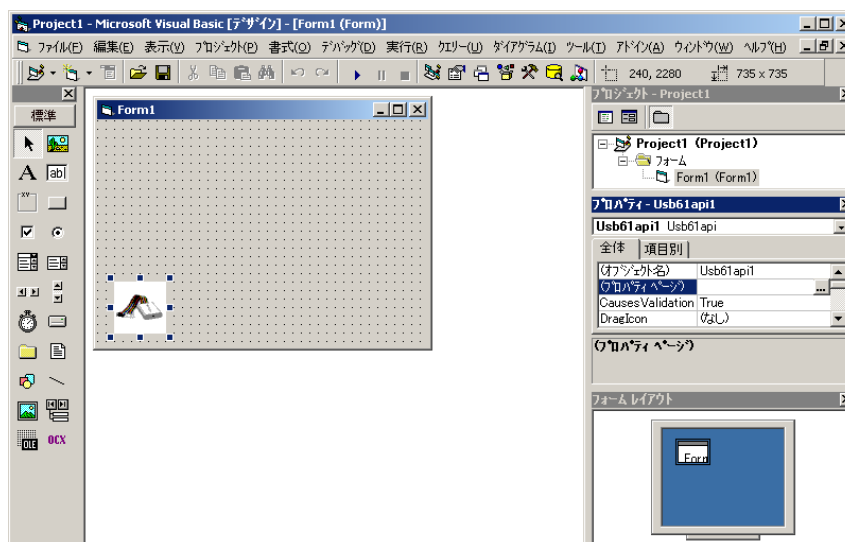 Project1 - Microsoft Visual Basic [ﾃﾞｻﾞｲﾝ] - [Form1 (Form)]
ﾌｧｲﾙ(F) 編集(E) 表示(V) ﾌﾟﾛｼﾞｪｸﾄ(P) 書式(O) ﾃﾞﾊﾞｯｸﾞ(D) 実行(R) ｸｴﾘｰ(U) ﾀﾞｲｱｸﾞﾗﾑ(I) ﾂｰﾙ(T) ｱﾄﾞｲﾝ(A) ｳｨﾝﾄﾞｳ(W) ﾍﾙﾌﾟ(H)
240, 2280 735 x 735
標準
A ab|
XY
OLE OCX
Form1
ﾌﾟﾛｼﾞｪｸﾄ - Project1
Project1 (Project1)
ﾌｫｰﾑ
Form1 (Form1)
ﾌﾟﾛﾊﾟﾃｨ - Usb61api1
Usb61api1 Usb61api
全体 項目別
(ｵﾌﾞｼﾞｪｸﾄ名) Usb61api1
(ﾌﾟﾛﾊﾟﾃｨ ﾍﾟｰｼﾞ) ...
CausesValidation True
DragIcon (なし)
(ﾌﾟﾛﾊﾟﾃｨ ﾍﾟｰｼﾞ)
ﾌｫｰﾑ ﾚｲｱｳﾄ
Form